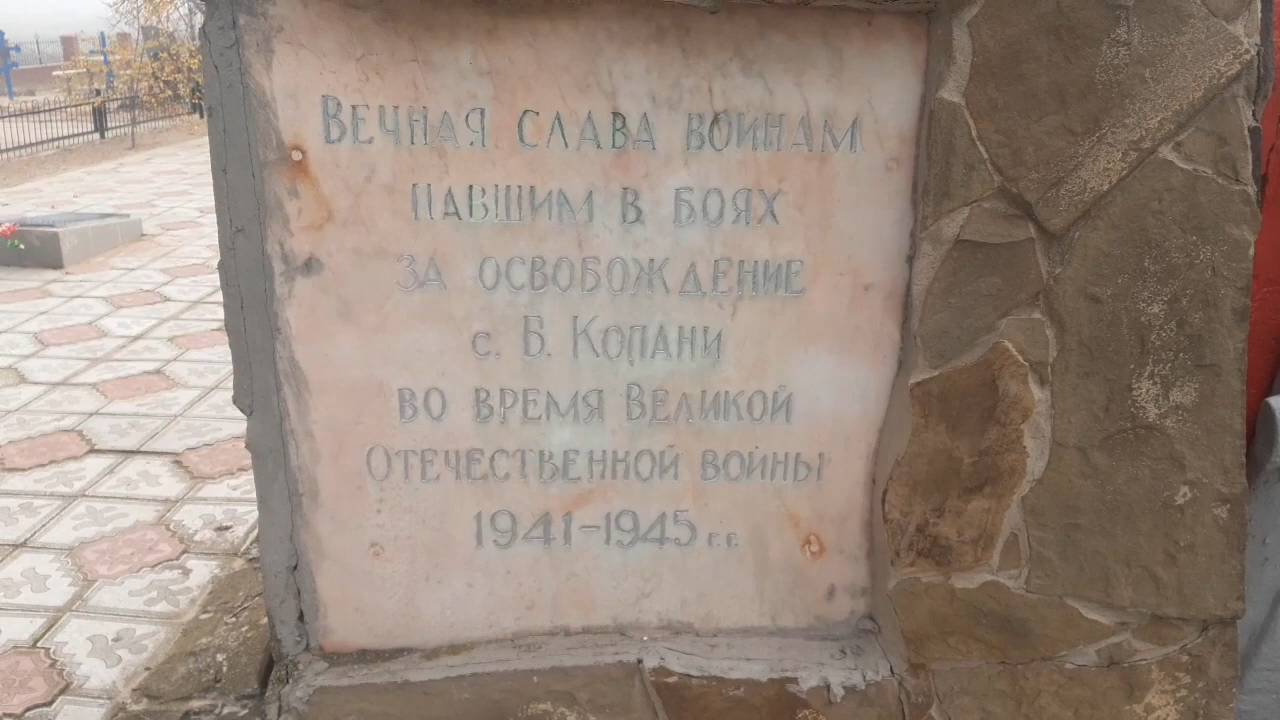 Вечная слава воинам
павшим в боях
за освобождение
с. Б. Копани
во время Великой
Отечественной войны
1941-1945 г.г.